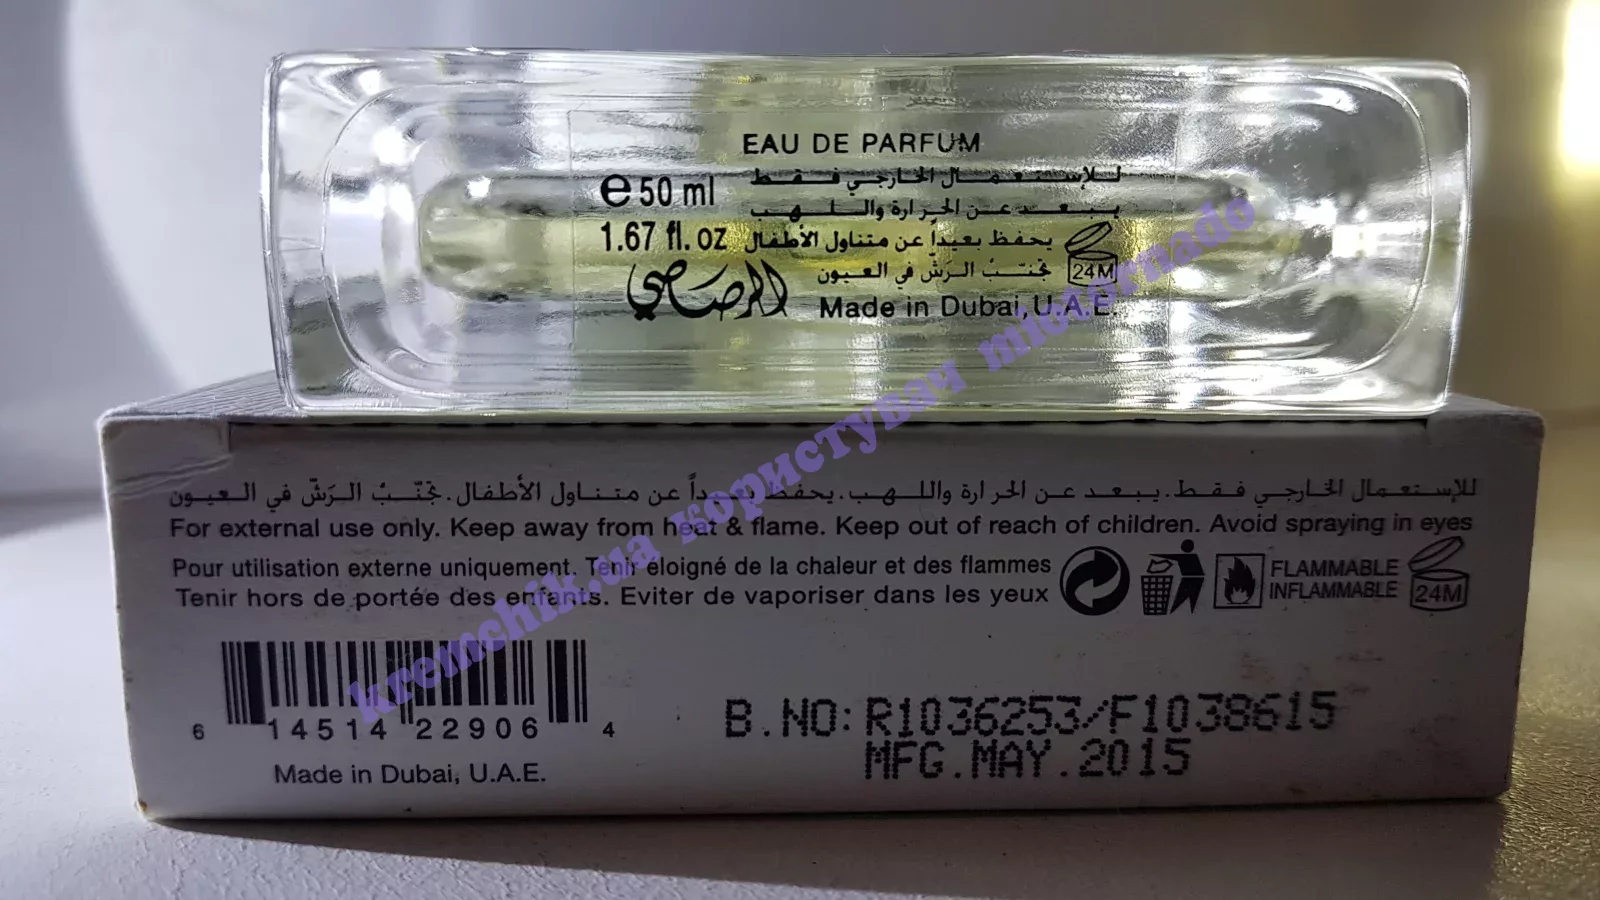 EAU DE PARFUM
e 50 ml
للإستعمال الخارجي فقط
يبعد عن الحرارة واللهب
1.67 fl. oz
يحفظ بعيداً عن متناول الأطفال
تجنّب الرشّ في العيون
24M
الرصاصي
Made in Dubai, U.A.E.
للإستعمال الخارجي فقط. يبعد عن الحرارة واللهب. يحفظ بعيداً عن متناول الأطفال. تجنّب الرشّ في العيون
For external use only. Keep away from heat & flame. Keep out of reach of children. Avoid spraying in eyes
Pour utilisation externe uniquement. Tenir éloigné de la chaleur et des flammes
Tenir hors de portée des enfants. Eviter de vaporiser dans les yeux
FLAMMABLE
INFLAMMABLE
24M
6 14514 22906 4
Made in Dubai, U.A.E.
B.NO: R1036253/F1038615
MFG.MAY.2015
kremchik.ua користувач miotornado